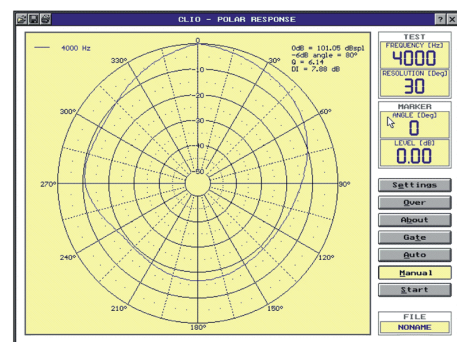 CLIO - POLAR RESPONSE
? x
4000 Hz
0dB = 101.05 dBspl
-6dB angle = 80°
Q = 6.14
DI = 7.88 dB
0
330°
30°
300°
60°
270°
90°
240°
120°
210°
150°
180°
-10
-20
-30
-40
-50
TEST
FREQUENCY [Hz]
4000
RESOLUTION [Deg]
30
MARKER
ANGLE [Deg]
0
LEVEL [dB]
0.00
Settings
Over
About
Gate
Auto
Manual
Start
FILE
NONAME